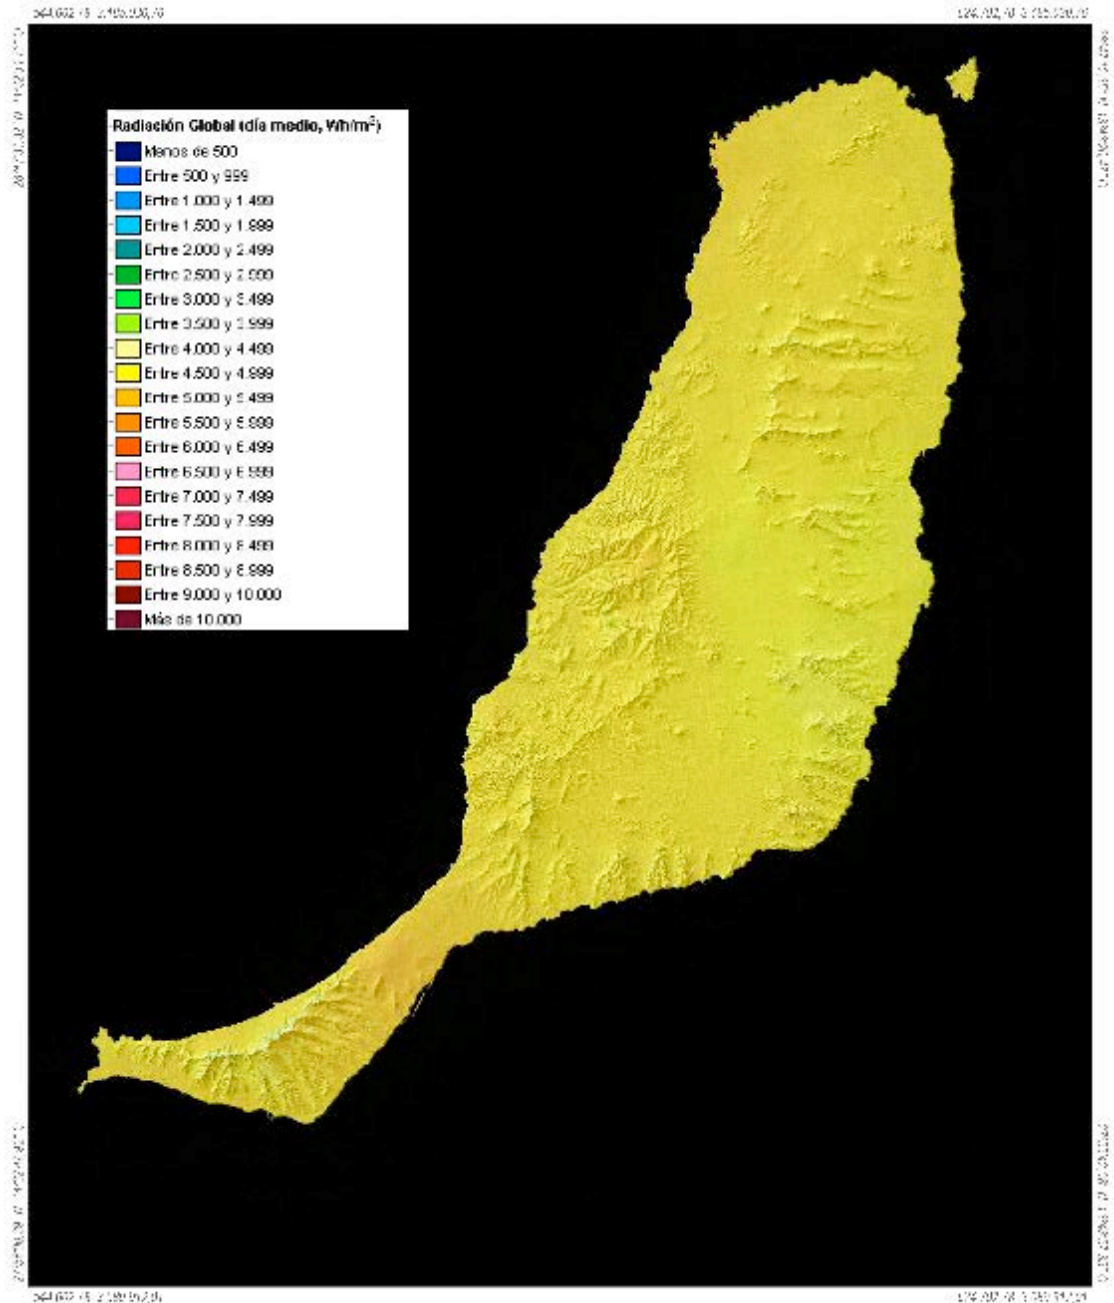 Radiación Global (día medio, Wh/m²)
Menos de 500
Entre 500 y 999
Entre 1.000 y 1.499
Entre 1.500 y 1.999
Entre 2.000 y 2.499
Entre 2.500 y 2.999
Entre 3.000 y 3.499
Entre 3.500 y 3.999
Entre 4.000 y 4.499
Entre 4.500 y 4.999
Entre 5.000 y 5.499
Entre 5.500 y 5.999
Entre 6.000 y 6.499
Entre 6.500 y 6.999
Entre 7.000 y 7.499
Entre 7.500 y 7.999
Entre 8.000 y 8.499
Entre 8.500 y 8.999
Entre 9.000 y 10.000
Más de 10.000